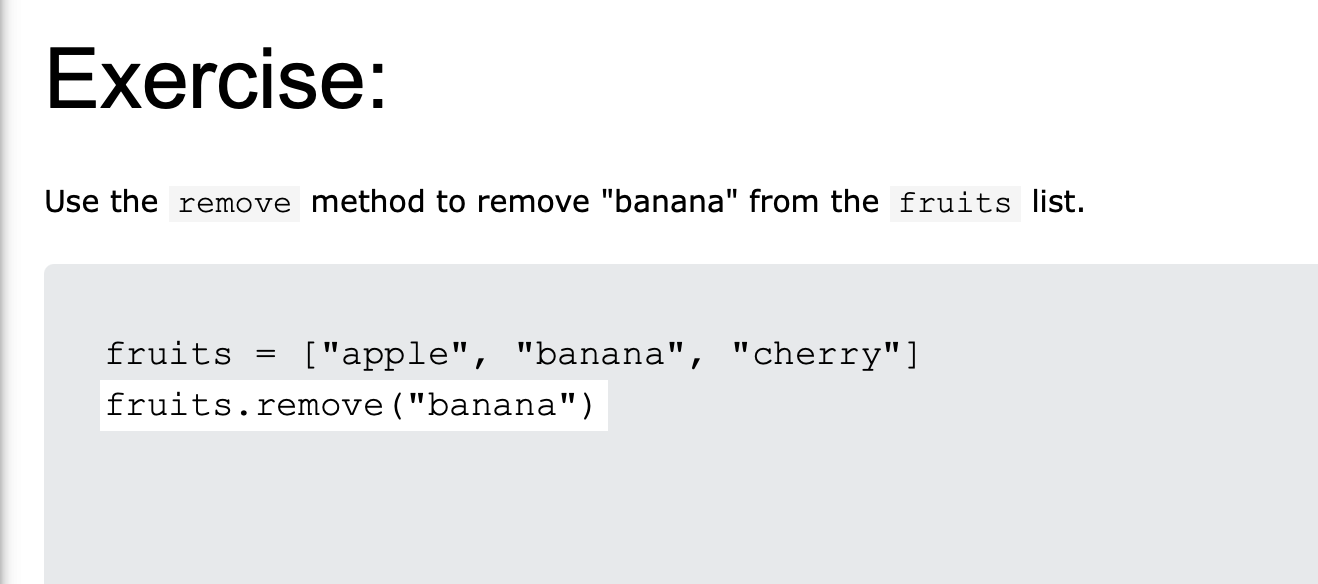 Exercise:
Use the remove method to remove "banana" from the fruits list.
fruits = ["apple", "banana", "cherry"]
fruits.remove("banana")